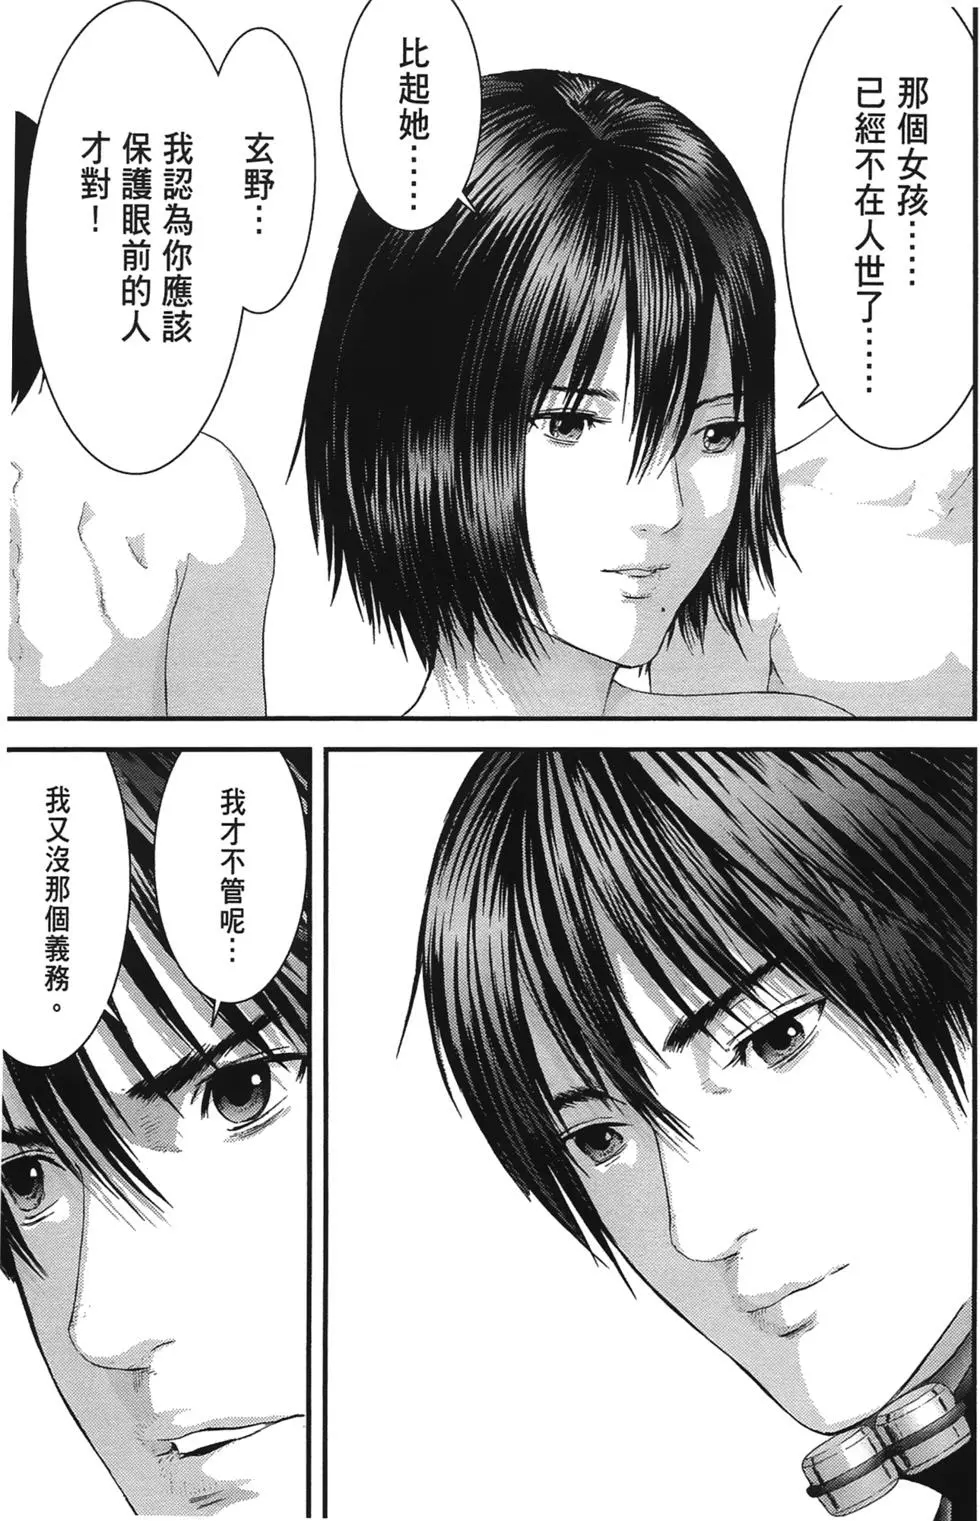 那個女孩……
已經不在人世了……
比起她……
玄野…
我認為你應該
保護眼前的人
才對！
我才不管呢…
我又沒那個義務。